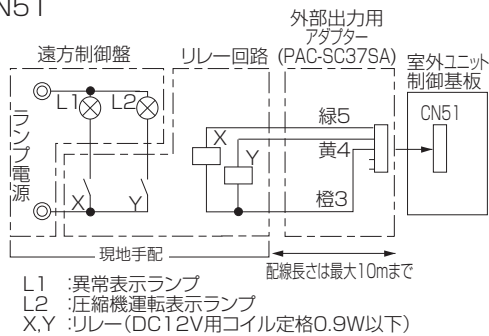 CN51
外部出力用
アダプター
(PAC-SC37SA)
遠方制御盤
リレー回路
室外ユニット
制御基板
CN51
L1
L2
ランプ電源
X
Y
X
Y
緑5
黄4
橙3
現地手配
配線長さは最大10mまで
L1 :異常表示ランプ
L2 :圧縮機運転表示ランプ
X,Y :リレー(DC12V用コイル定格0.9W以下)